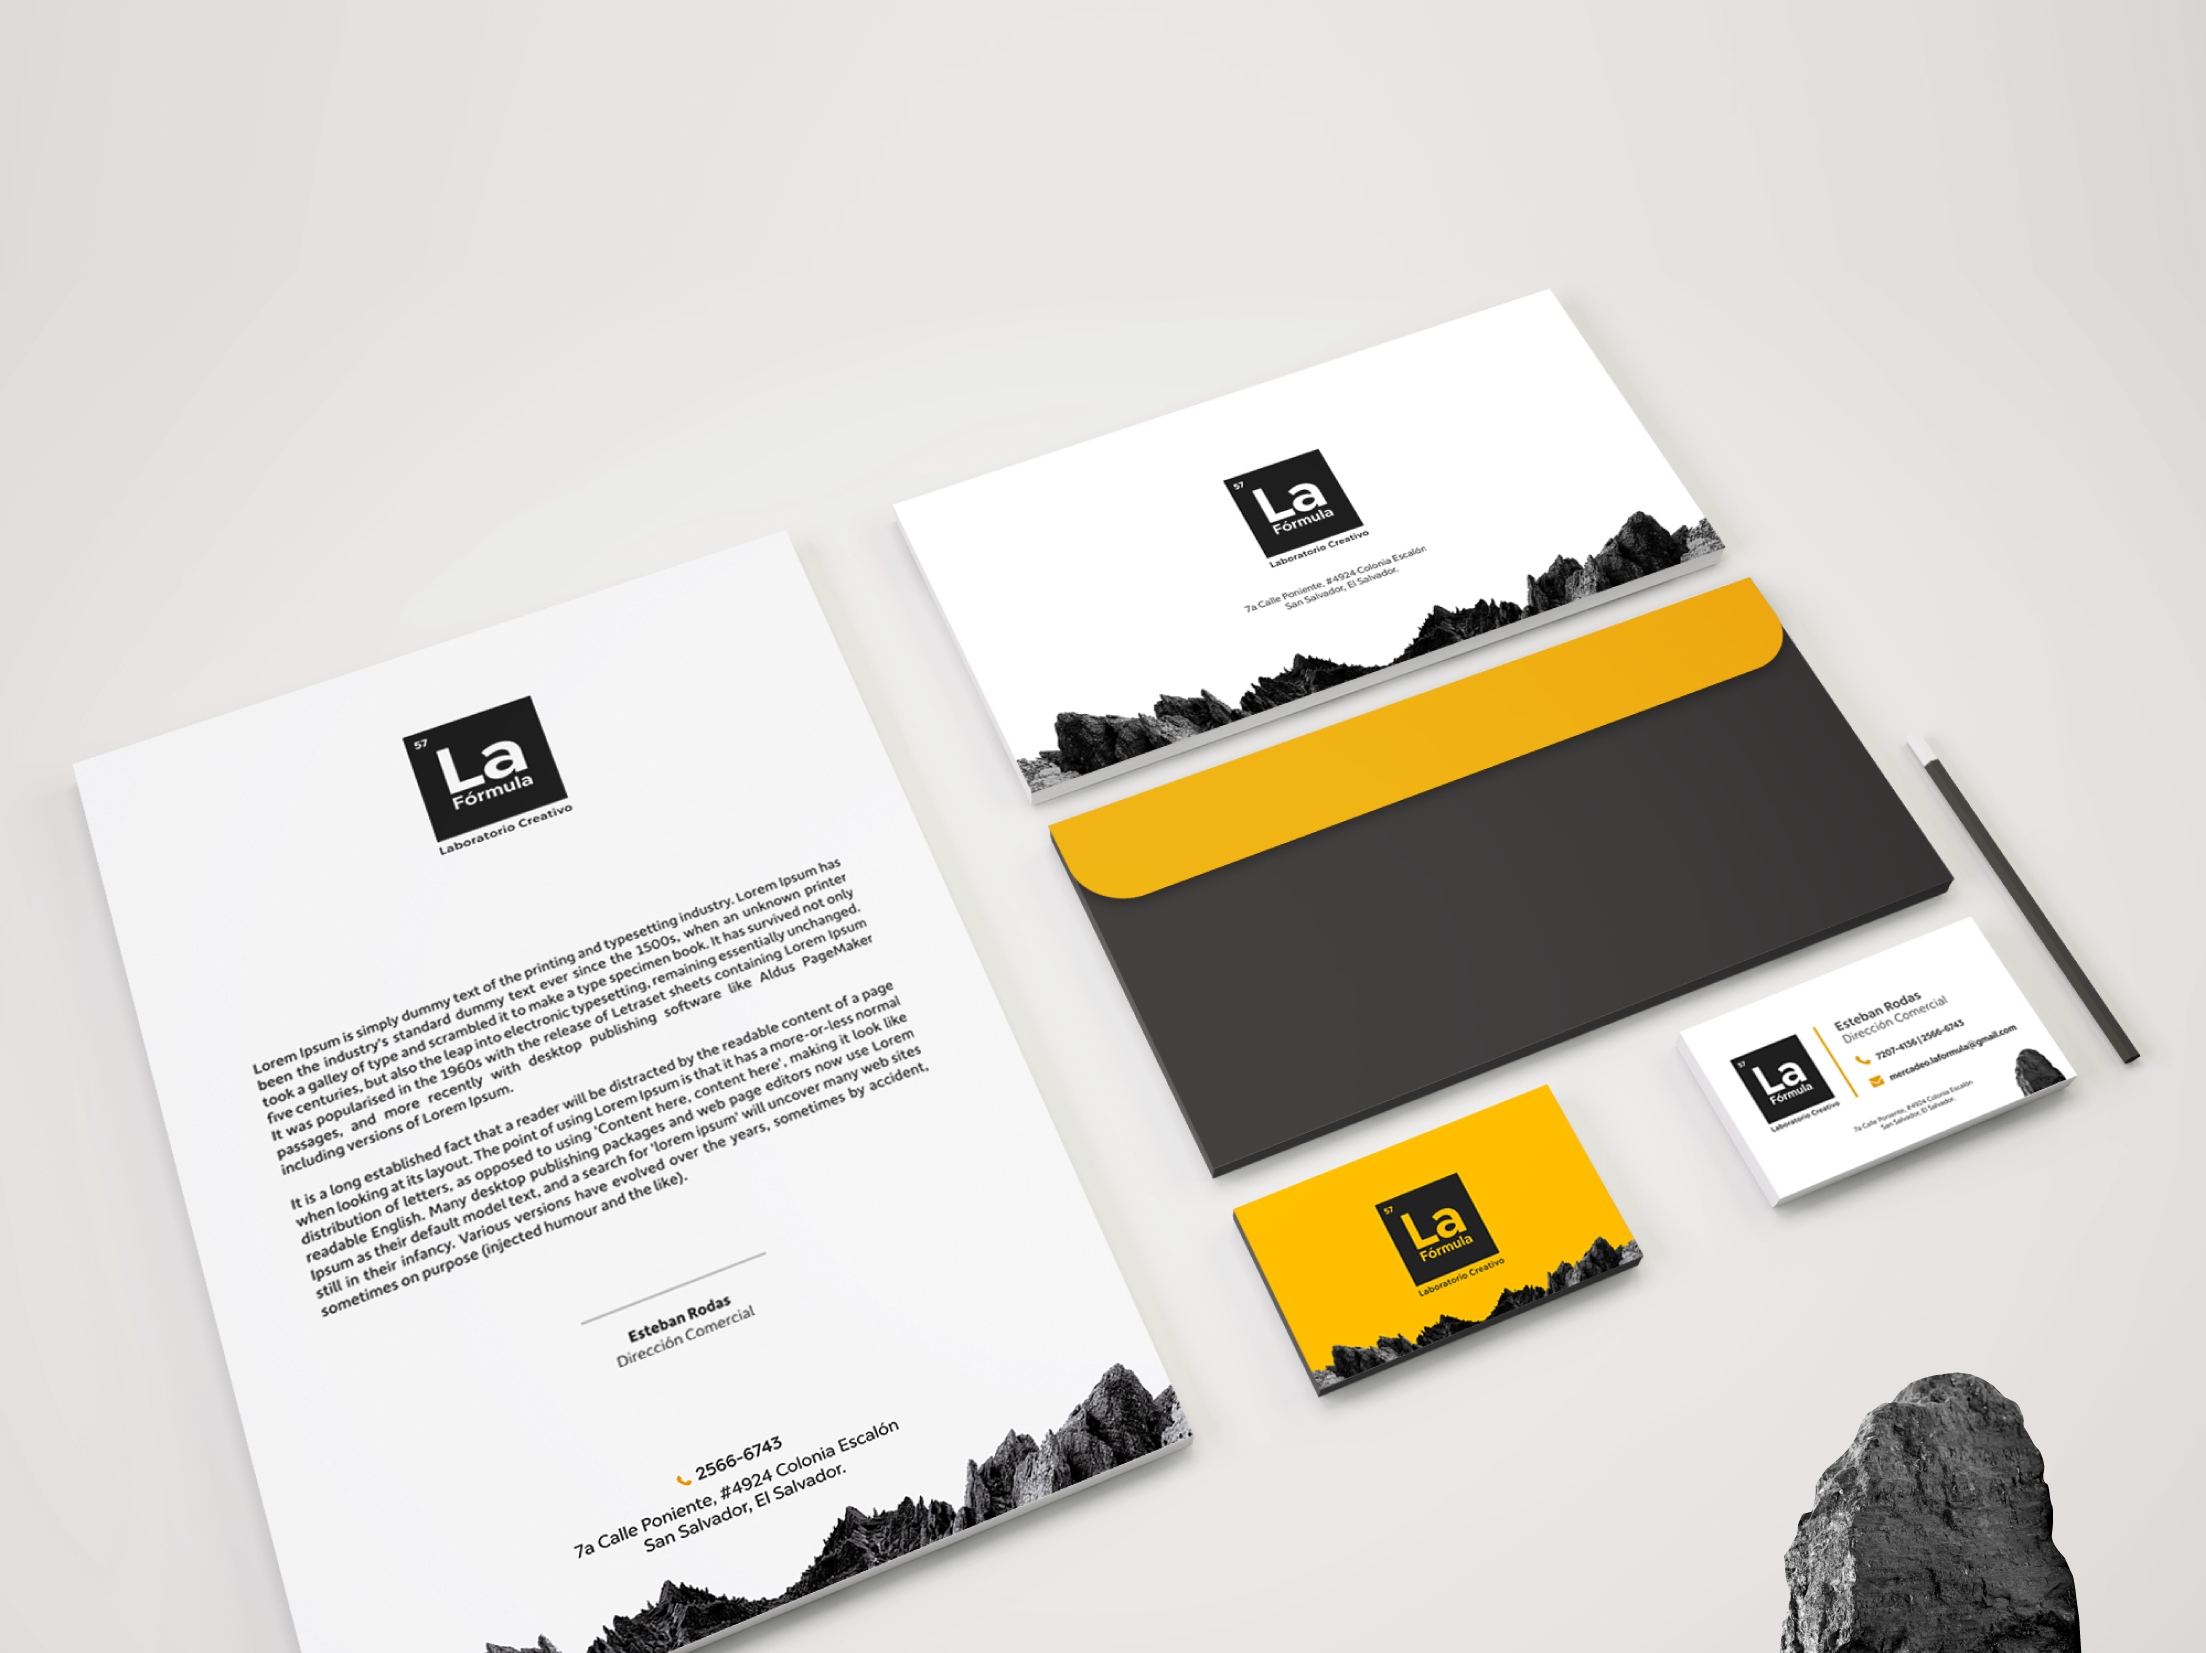 57
La
Fórmula
Laboratorio Creativo
Lorem Ipsum is simply dummy text of the printing and typesetting industry. Lorem Ipsum has
been the industry's standard dummy text ever since the 1500s, when an unknown printer
took a galley of type and scrambled it to make a type specimen book. It has survived not only
five centuries, but also the leap into electronic typesetting, remaining essentially unchanged.
It was popularised in the 1960s with the release of Letraset sheets containing Lorem Ipsum
passages, and more recently with desktop publishing software like Aldus PageMaker
including versions of Lorem Ipsum.
It is a long established fact that a reader will be distracted by the readable content of a page
when looking at its layout. The point of using Lorem Ipsum is that it has a more-or-less normal
distribution of letters, as opposed to using 'Content here, content here', making it look like
readable English. Many desktop publishing packages and web page editors now use Lorem
Ipsum as their default model text, and a search for 'lorem ipsum' will uncover many web sites
still in their infancy. Various versions have evolved over the years, sometimes by accident,
sometimes on purpose (injected humour and the like).
Esteban Rodas
Dirección Comercial
2566-6743
7a Calle Poniente, #4924 Colonia Escalón
San Salvador, El Salvador.
57
La
Fórmula
Laboratorio Creativo
7a Calle Poniente, #4924 Colonia Escalón
San Salvador, El Salvador.
57
La
Fórmula
Laboratorio Creativo
57
La
Fórmula
Laboratorio Creativo
Esteban Rodas
Dirección Comercial
7207-4136 | 2566-6743
mercadeo.laformula@gmail.com
7a Calle Poniente, #4924 Colonia Escalón
San Salvador, El Salvador.